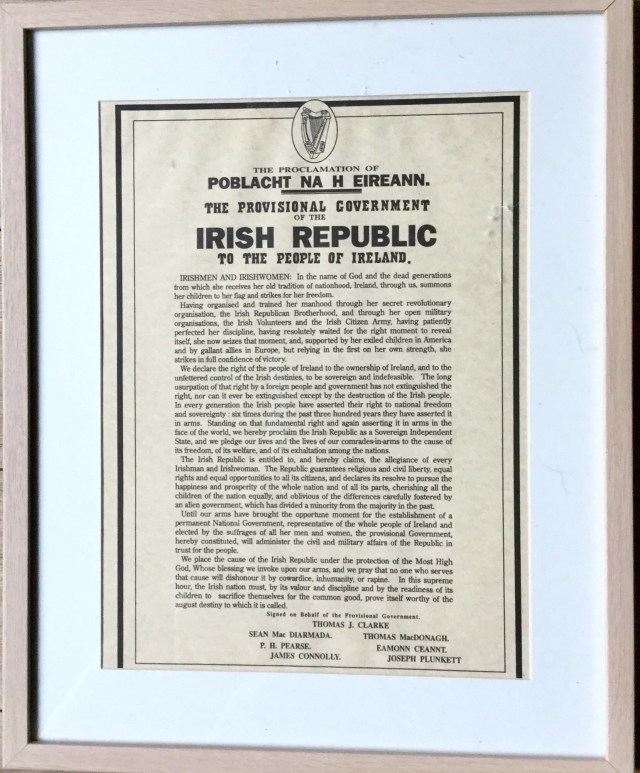 THE PROCLAMATION OF
POBLACHT NA H EIREANN.
THE PROVISIONAL GOVERNMENT
OF THE
IRISH REPUBLIC
TO THE PEOPLE OF IRELAND.
IRISHMEN AND IRISHWOMEN: In the name of God and the dead generations
from which she receives her old tradition of nationhood, Ireland, through us, summons
her children to her flag and strikes for her freedom.
Having organised and trained her manhood through her secret revolutionary
organisation, the Irish Republican Brotherhood, and through her open military
organisations, the Irish Volunteers and the Irish Citizen Army, having patiently
perfected her discipline, having resolutely waited for the right moment to reveal
itself, she now seizes that moment, and, supported by her exiled children in America
and by gallant allies in Europe, but relying in the first on her own strength, she
strikes in full confidence of victory.
We declare the right of the people of Ireland to the ownership of Ireland, and to the
unfettered control of the Irish destinies, to be sovereign and indefeasible. The long
usurpation of that right by a foreign people and government has not extinguished the
right, nor can it ever be extinguished except by the destruction of the Irish people.
In every generation the Irish people have asserted their right to national freedom
and sovereignty : six times during the past three hundred years they have asserted it
in arms. Standing on that fundamental right and again asserting it in arms in the
face of the world, we hereby proclaim the Irish Republic as a Sovereign Independent
State, and we pledge our lives and the lives of our comrades-in-arms to the cause of
its freedom, of its welfare, and of its exhaltation among the nations.
The Irish Republic is entitled to, and hereby claims, the allegiance of every
Irishman and Irishwoman. The Republic guarantees religious and civil liberty, equal
rights and equal opportunities to all its citizens, and declares its resolve to pursue the
happiness and prosperity of the whole nation and of all its parts, cherishing all the
children of the nation equally, and oblivious of the differences carefully fostered by
an alien government, which has divided a minority from the majority in the past.
Until our arms have brought the opportune moment for the establishment of a
permanent National Government, representative of the whole people of Ireland and
elected by the suffrages of all her men and women, the provisional Government,
hereby constituted, will administer the civil and military affairs of the Republic in
trust for the people.
We place the cause of the Irish Republic under the protection of the Most High
God, Whose blessing we invoke upon our arms, and we pray that no one who serves
that cause will dishonour it by cowardice, inhumanity, or rapine. In this supreme
hour, the Irish nation must, by its valour and discipline and by the readiness of its
children to sacrifice themselves for the common good, prove itself worthy of the
august destiny to which it is called.
Signed on Behalf of the Provisional Government.
THOMAS J. CLARKE
SEAN Mac DIARMADA. THOMAS MacDONAGH.
P. H. PEARSE. EAMONN CEANNT.
JAMES CONNOLLY. JOSEPH PLUNKETT